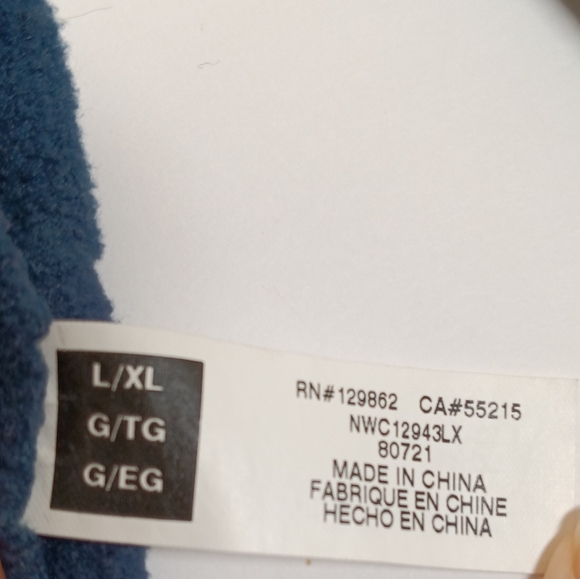 L/XL
G/TG
G/EG
RN#129862 CA#55215
NWC12943LX
80721
MADE IN CHINA
FABRIQUE EN CHINE
HECHO EN CHINA